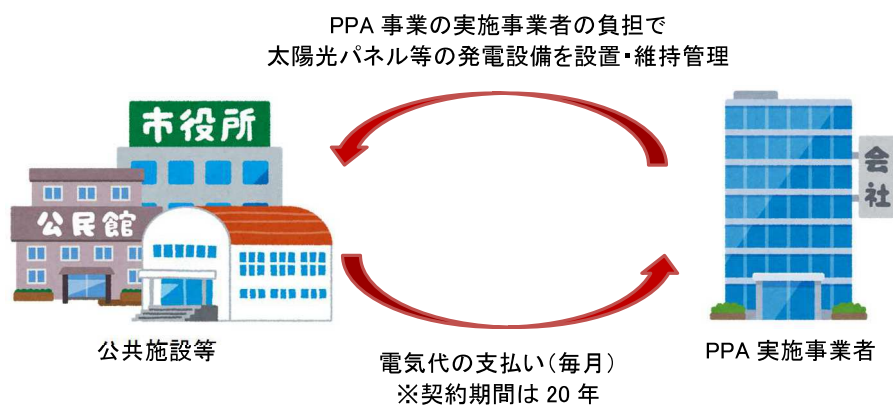 PPA 事業の実施事業者の負担で
太陽光パネル等の発電設備を設置・維持管理
市役所
公民館
会社
公共施設等
電気代の支払い（毎月）
※契約期間は 20 年
PPA 実施事業者